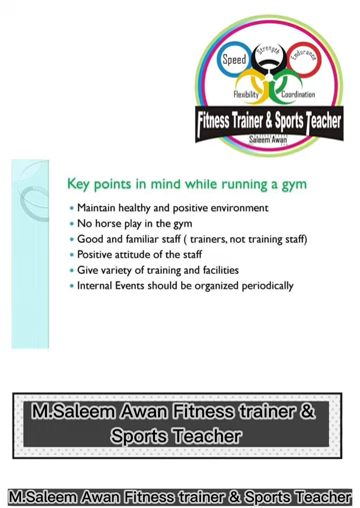 Speed
Strength
Endurance
Flexibility
Coordination
Fitness Trainer & Sports Teacher
Saleem Awan
Key points in mind while running a gym
Maintain healthy and positive environment
No horse play in the gym
Good and familiar staff ( trainers, not training staff)
Positive attitude of the staff
Give variety of training and facilities
Internal Events should be organized periodically
M.Saleem Awan Fitness trainer &
Sports Teacher
M.Saleem Awan Fitness trainer & Sports Teacher